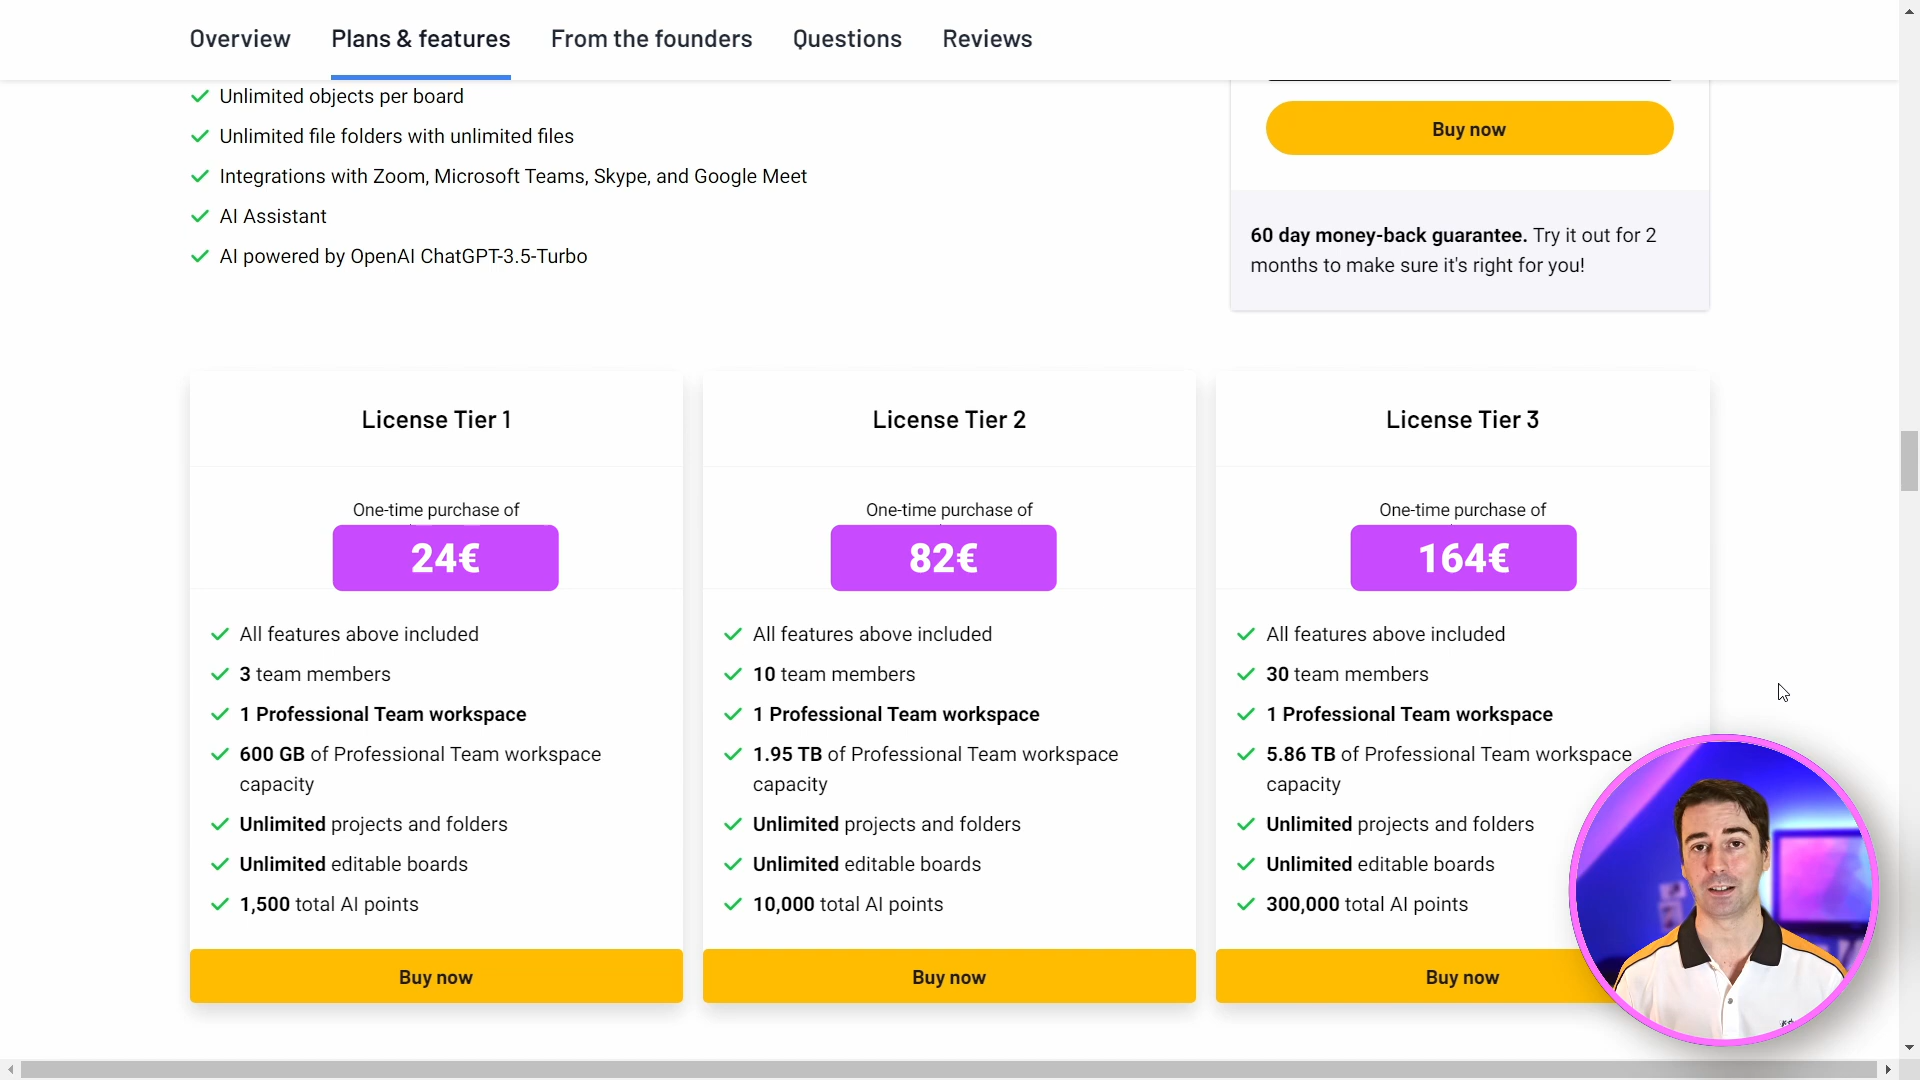 Overview
Plans & features
From the founders
Questions
Reviews
Unlimited objects per board
Unlimited file folders with unlimited files
Integrations with Zoom, Microsoft Teams, Skype, and Google Meet
AI Assistant
AI powered by OpenAI ChatGPT-3.5-Turbo
Buy now
60 day money-back guarantee. Try it out for 2
months to make sure it's right for you!
License Tier 1
One-time purchase of
24€
All features above included
3 team members
1 Professional Team workspace
600 GB of Professional Team workspace
capacity
Unlimited projects and folders
Unlimited editable boards
1,500 total AI points
Buy now
License Tier 2
One-time purchase of
82€
All features above included
10 team members
1 Professional Team workspace
1.95 TB of Professional Team workspace
capacity
Unlimited projects and folders
Unlimited editable boards
10,000 total AI points
Buy now
License Tier 3
One-time purchase of
164€
All features above included
30 team members
1 Professional Team workspace
5.86 TB of Professional Team workspace
capacity
Unlimited projects and folders
Unlimited editable boards
300,000 total AI points
Buy now